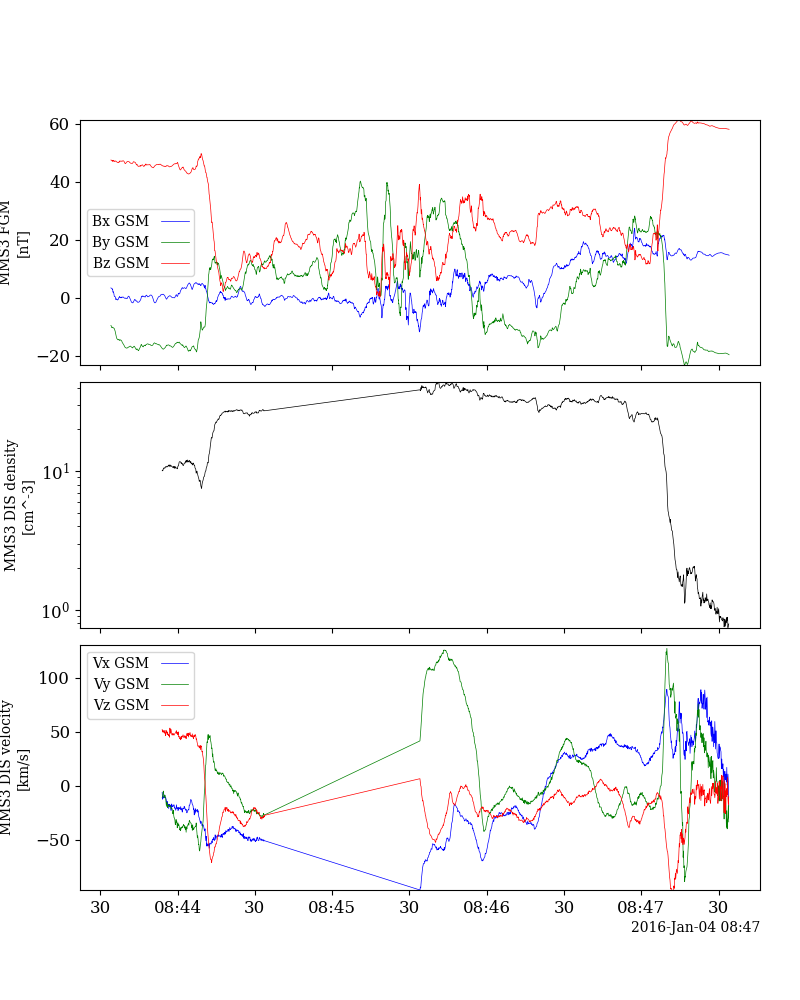 60
40
20
0
−20
MMS3 FGM
[nT]
Bx GSM
By GSM
Bz GSM
10^1
10^0
MMS3 DIS density
[cm^-3]
100
50
0
−50
MMS3 DIS velocity
[km/s]
Vx GSM
Vy GSM
Vz GSM
30 08:44 30 08:45 30 08:46 30 08:47 30
2016-Jan-04 08:47